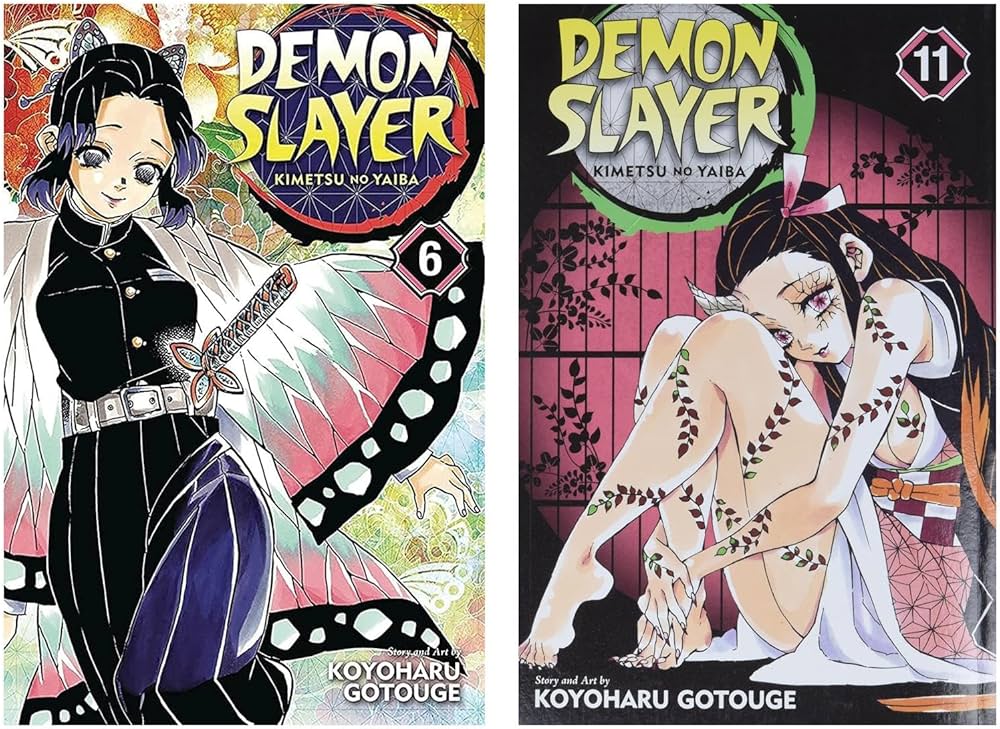 DEMON
SLAYER
KIMETSU NO YAIBA
6
Story and Art by
KOYOHARU
GOTOUGE
DEMON
SLAYER
KIMETSU NO YAIBA
11
Story and Art by
KOYOHARU GOTOUGE